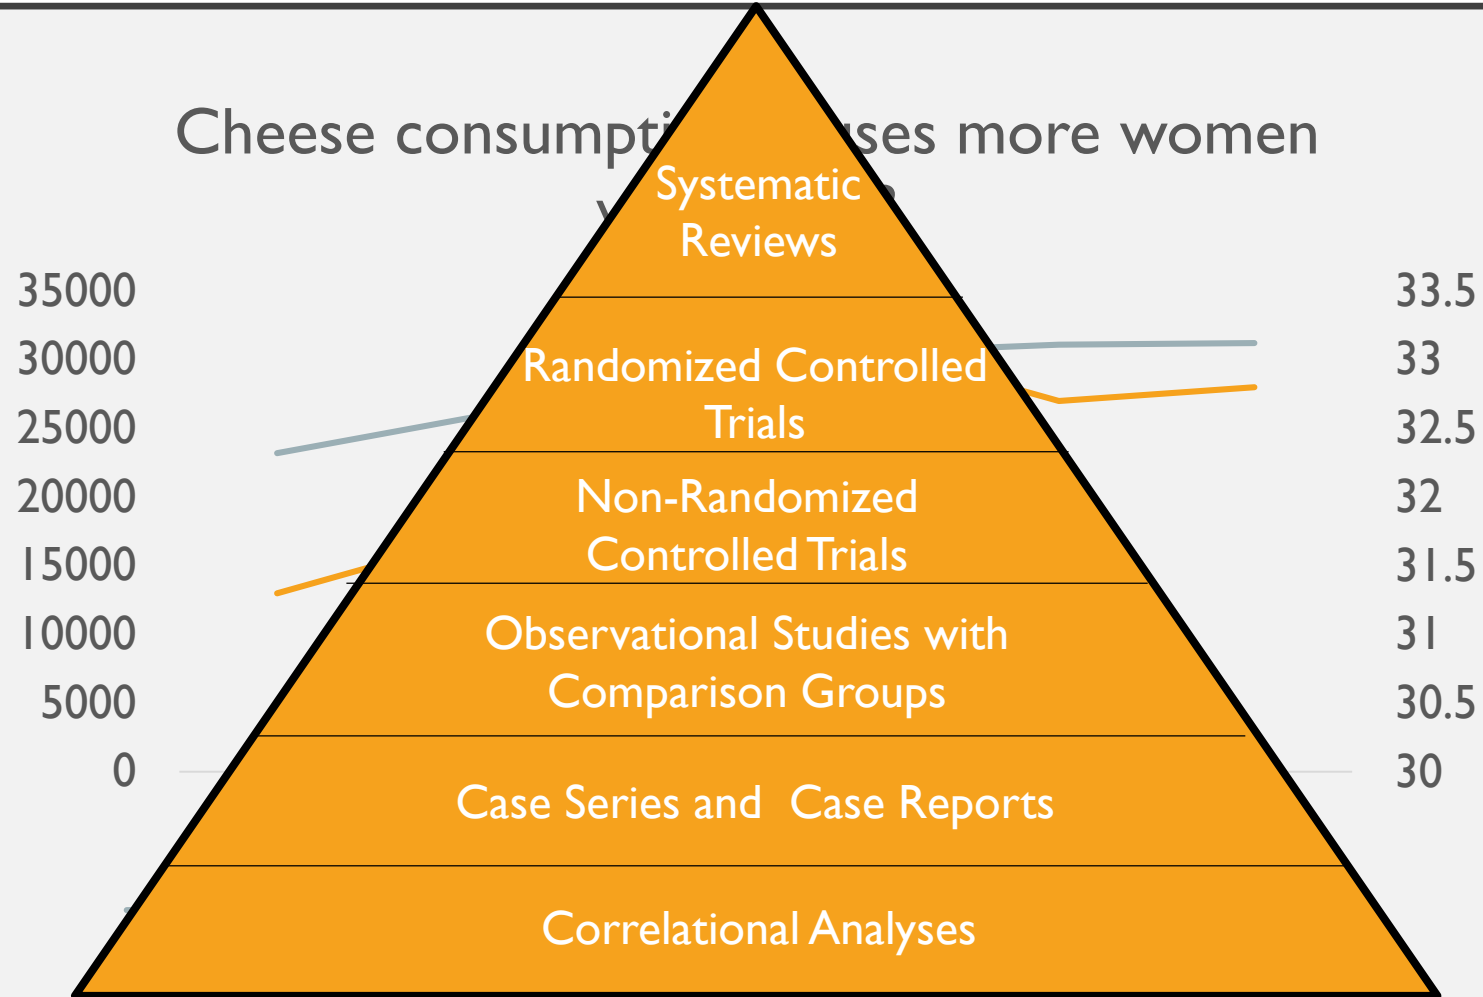 Cheese consumpti uses more women
Systematic
Reviews
35000
30000
25000
20000
15000
10000
5000
0
Randomized Controlled
Trials
Non-Randomized
Controlled Trials
Observational Studies with
Comparison Groups
Case Series and Case Reports
Correlational Analyses
33.5
33
32.5
32
31.5
31
30.5
30